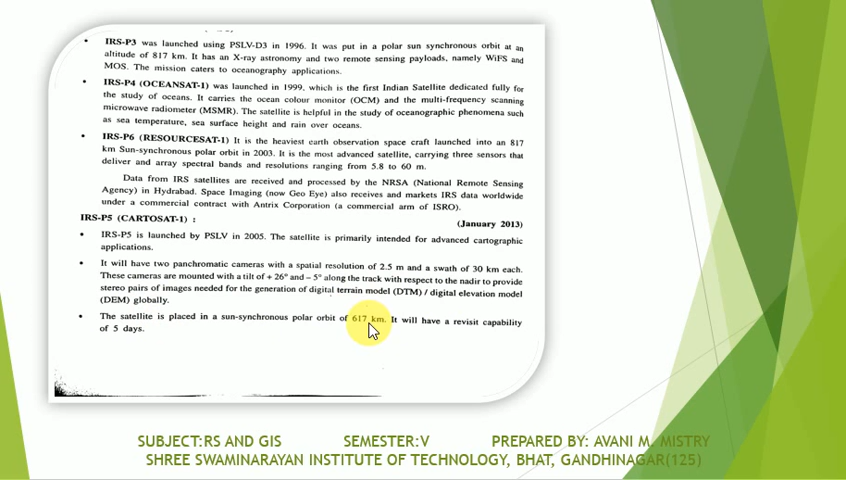 • IRS-P3 was launched using PSLV-D3 in 1996. It was put in a polar sun synchronous orbit at an
altitude of 817 km. It has an X-ray astronomy and two remote sensing payloads, namely WiFS and
MOS. The mission caters to oceanography applications.
• IRS-P4 (OCEANSAT-1) was launched in 1999, which is the first Indian Satellite dedicated fully for
the study of oceans. It carries the ocean colour monitor (OCM) and the multi-frequency scanning
microwave radiometer (MSMR). The satellite is helpful in the study of oceanographic phenomena such
as sea temperature, sea surface height and rain over oceans.
• IRS-P6 (RESOURCESAT-1) It is the heaviest earth observation space craft launched into an 817
km Sun-synchronous polar orbit in 2003. It is the most advanced satellite, carrying three sensors that
deliver and array spectral bands and resolutions ranging from 5.8 to 60 m.
Data from IRS satellites are received and processed by the NRSA (National Remote Sensing
Agency) in Hydrabad. Space Imaging (now Geo Eye) also receives and markets IRS data worldwide
under a commercial contract with Antrix Corporation (a commercial arm of ISRO).
IRS-P5 (CARTOSAT-1) : (January 2013)
• IRS-P5 is launched by PSLV in 2005. The satellite is primarily intended for advanced cartographic
applications.
• It will have two panchromatic cameras with a spatial resolution of 2.5 m and a swath of 30 km each.
These cameras are mounted with a tilt of + 26° and – 5° along the track with respect to the nadir to provide
stereo pairs of images needed for the generation of digital terrain model (DTM) / digital elevation model
(DEM) globally.
• The satellite is placed in a sun-synchronous polar orbit of 617 km. It will have a revisit capability
of 5 days.
SUBJECT:RS AND GIS SEMESTER:V PREPARED BY: AVANI M. MISTRY
SHREE SWAMINARAYAN INSTITUTE OF TECHNOLOGY, BHAT, GANDHINAGAR(125)